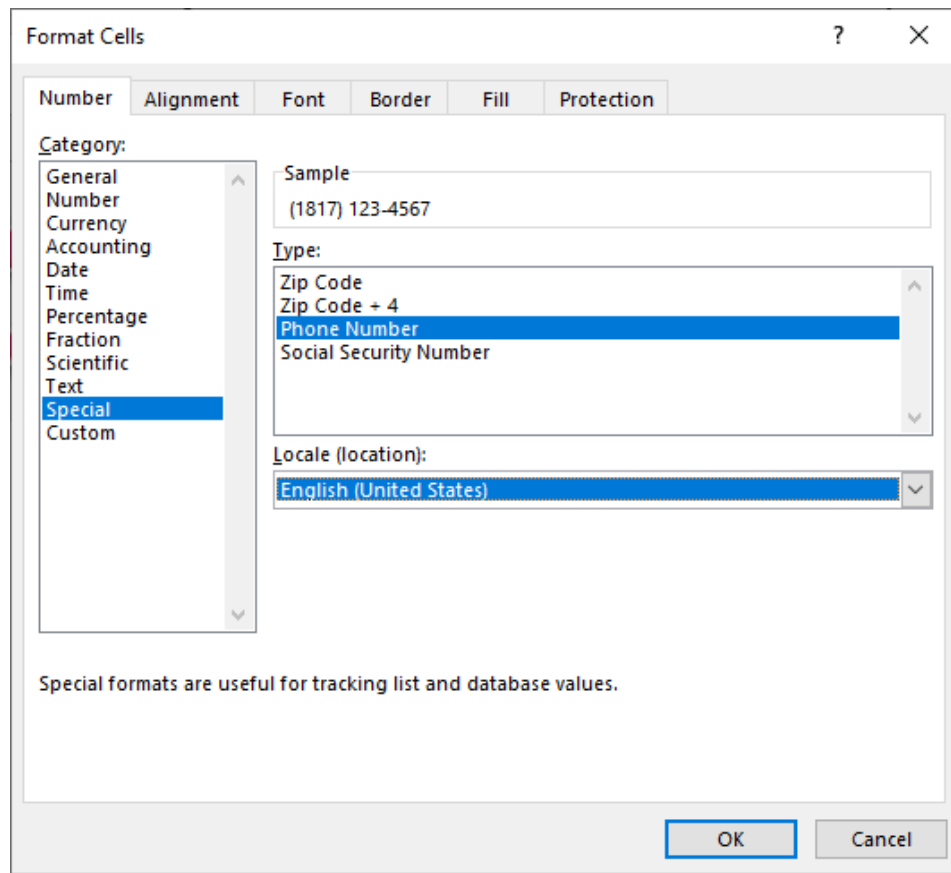 Format Cells
?
Number Alignment Font Border Fill Protection
Category:
General
Number
Currency
Accounting
Date
Time
Percentage
Fraction
Scientific
Text
Special
Custom
Sample
(1817) 123-4567
Type:
Zip Code
Zip Code + 4
Phone Number
Social Security Number
Locale (location):
English (United States)
Special formats are useful for tracking list and database values.
OK
Cancel